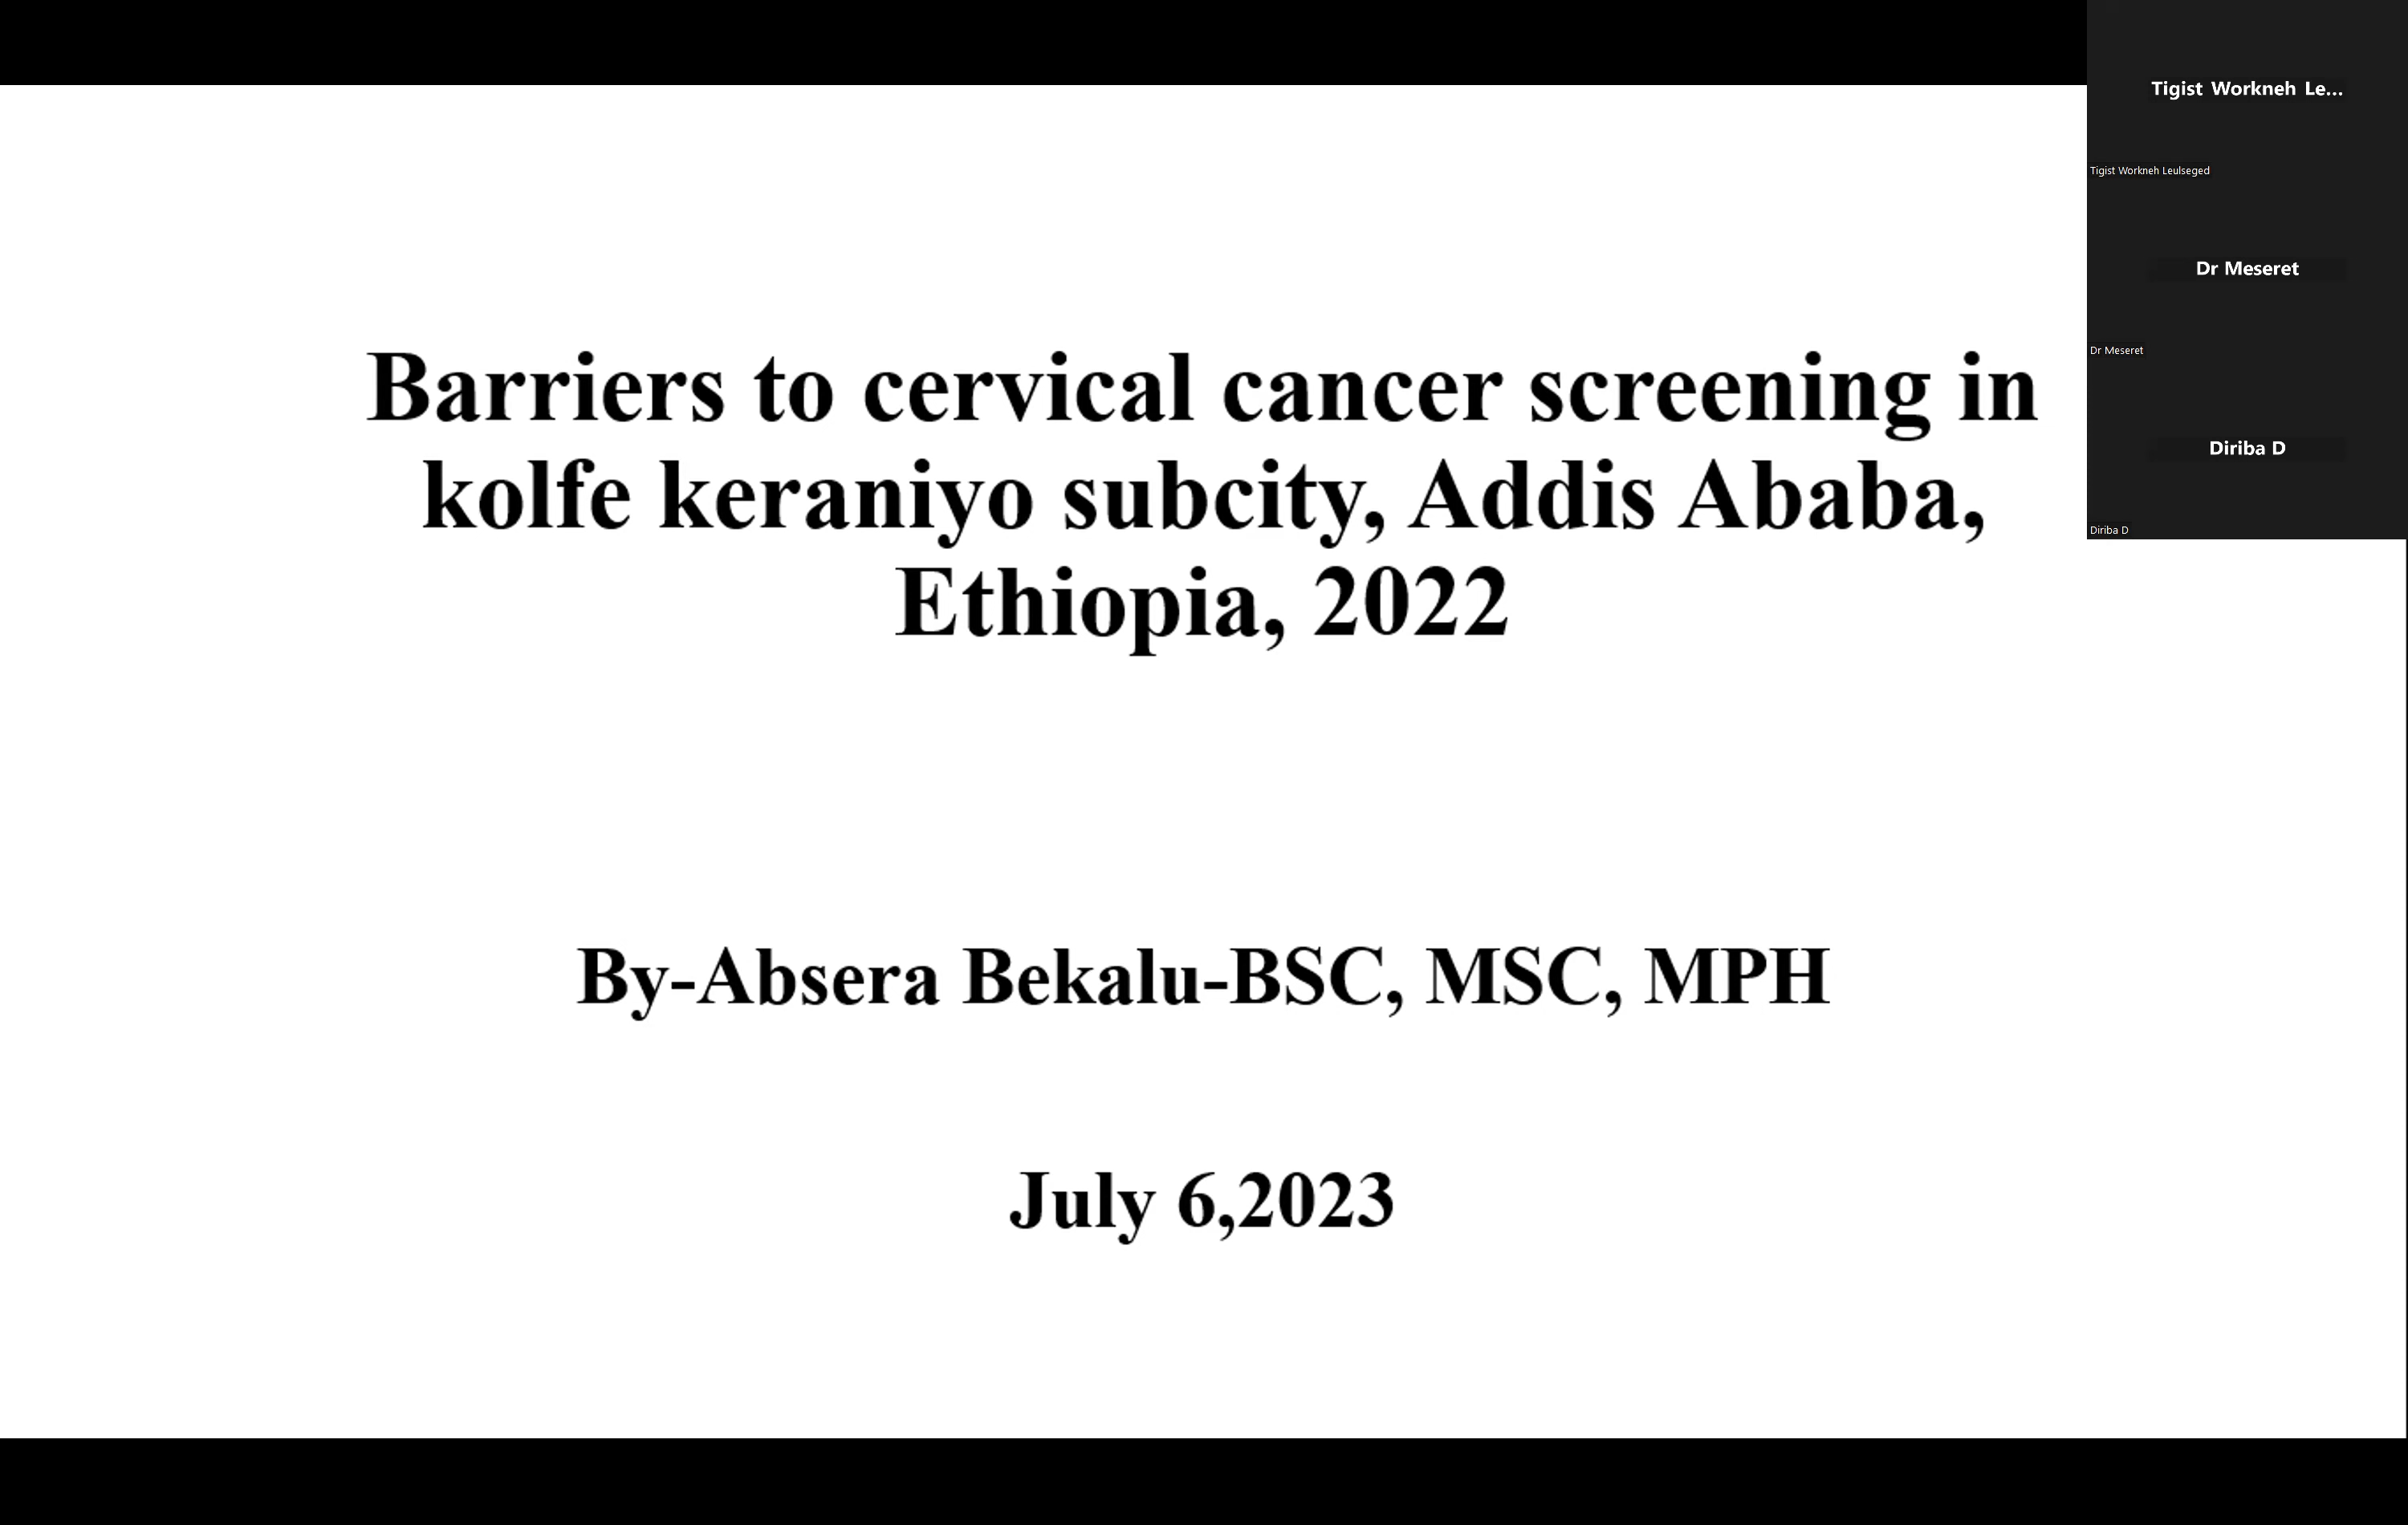 Barriers to cervical cancer screening in
kolfe keraniyo subcity, Addis Ababa,
Ethiopia, 2022
By-Absera Bekalu-BSC, MSC, MPH
July 6,2023
Tigist Workneh Le...
Tigist Workneh Leulseged
Dr Meseret
Dr Meseret
Diriba D
Diriba D